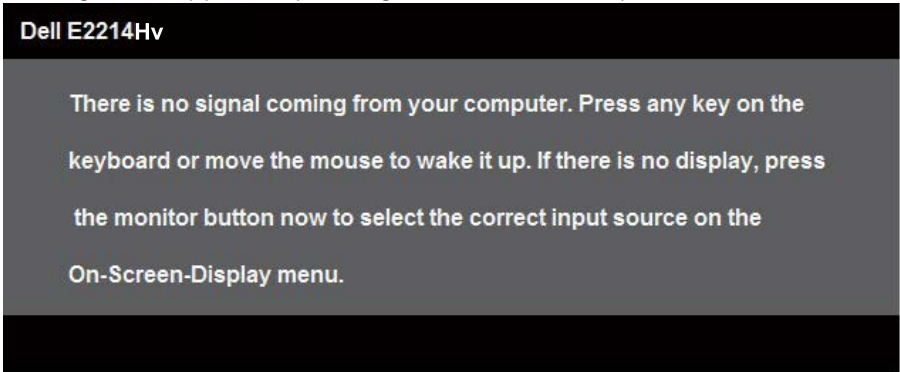 Dell E2214Hv
There is no signal coming from your computer. Press any key on the
keyboard or move the mouse to wake it up. If there is no display, press
the monitor button now to select the correct input source on the
On-Screen-Display menu.